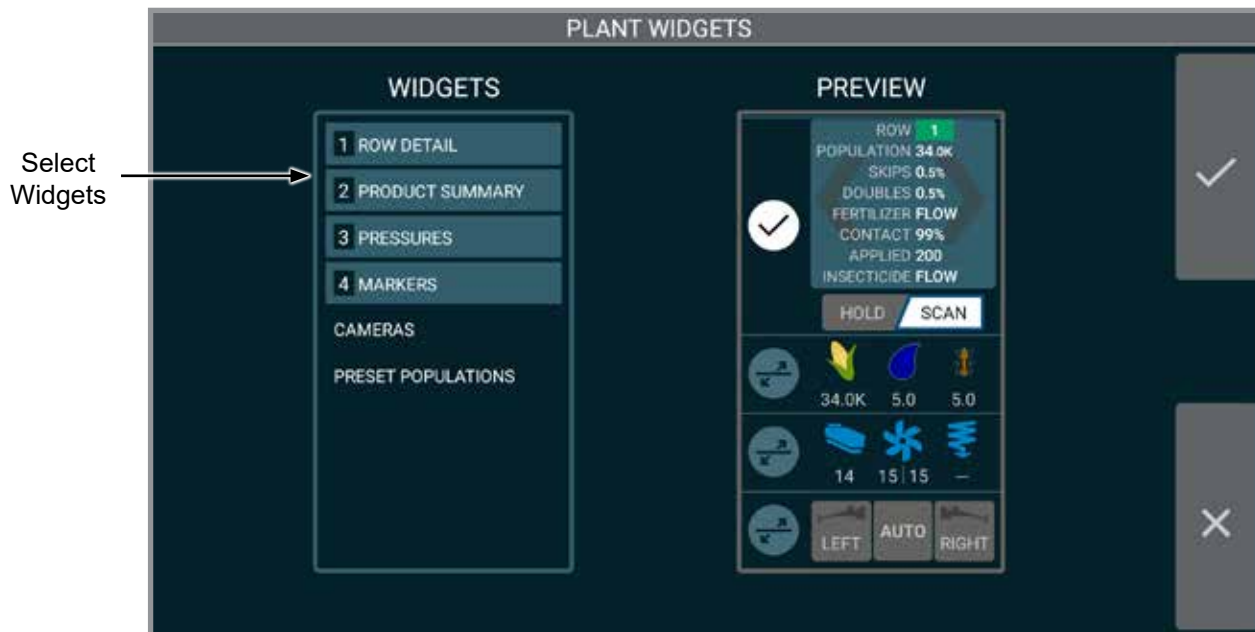 PLANT WIDGETS
Select
Widgets
WIDGETS
1 ROW DETAIL
2 PRODUCT SUMMARY
3 PRESSURES
4 MARKERS
CAMERAS
PRESET POPULATIONS
PREVIEW
ROW 1
POPULATION 34.0K
SKIPS 0.5%
DOUBLES 0.5%
FERTILIZER FLOW
CONTACT 99%
APPLIED 200
INSECTICIDE FLOW
HOLD SCAN
34.0K 5.0 5.0
14 15|15 –
LEFT AUTO RIGHT